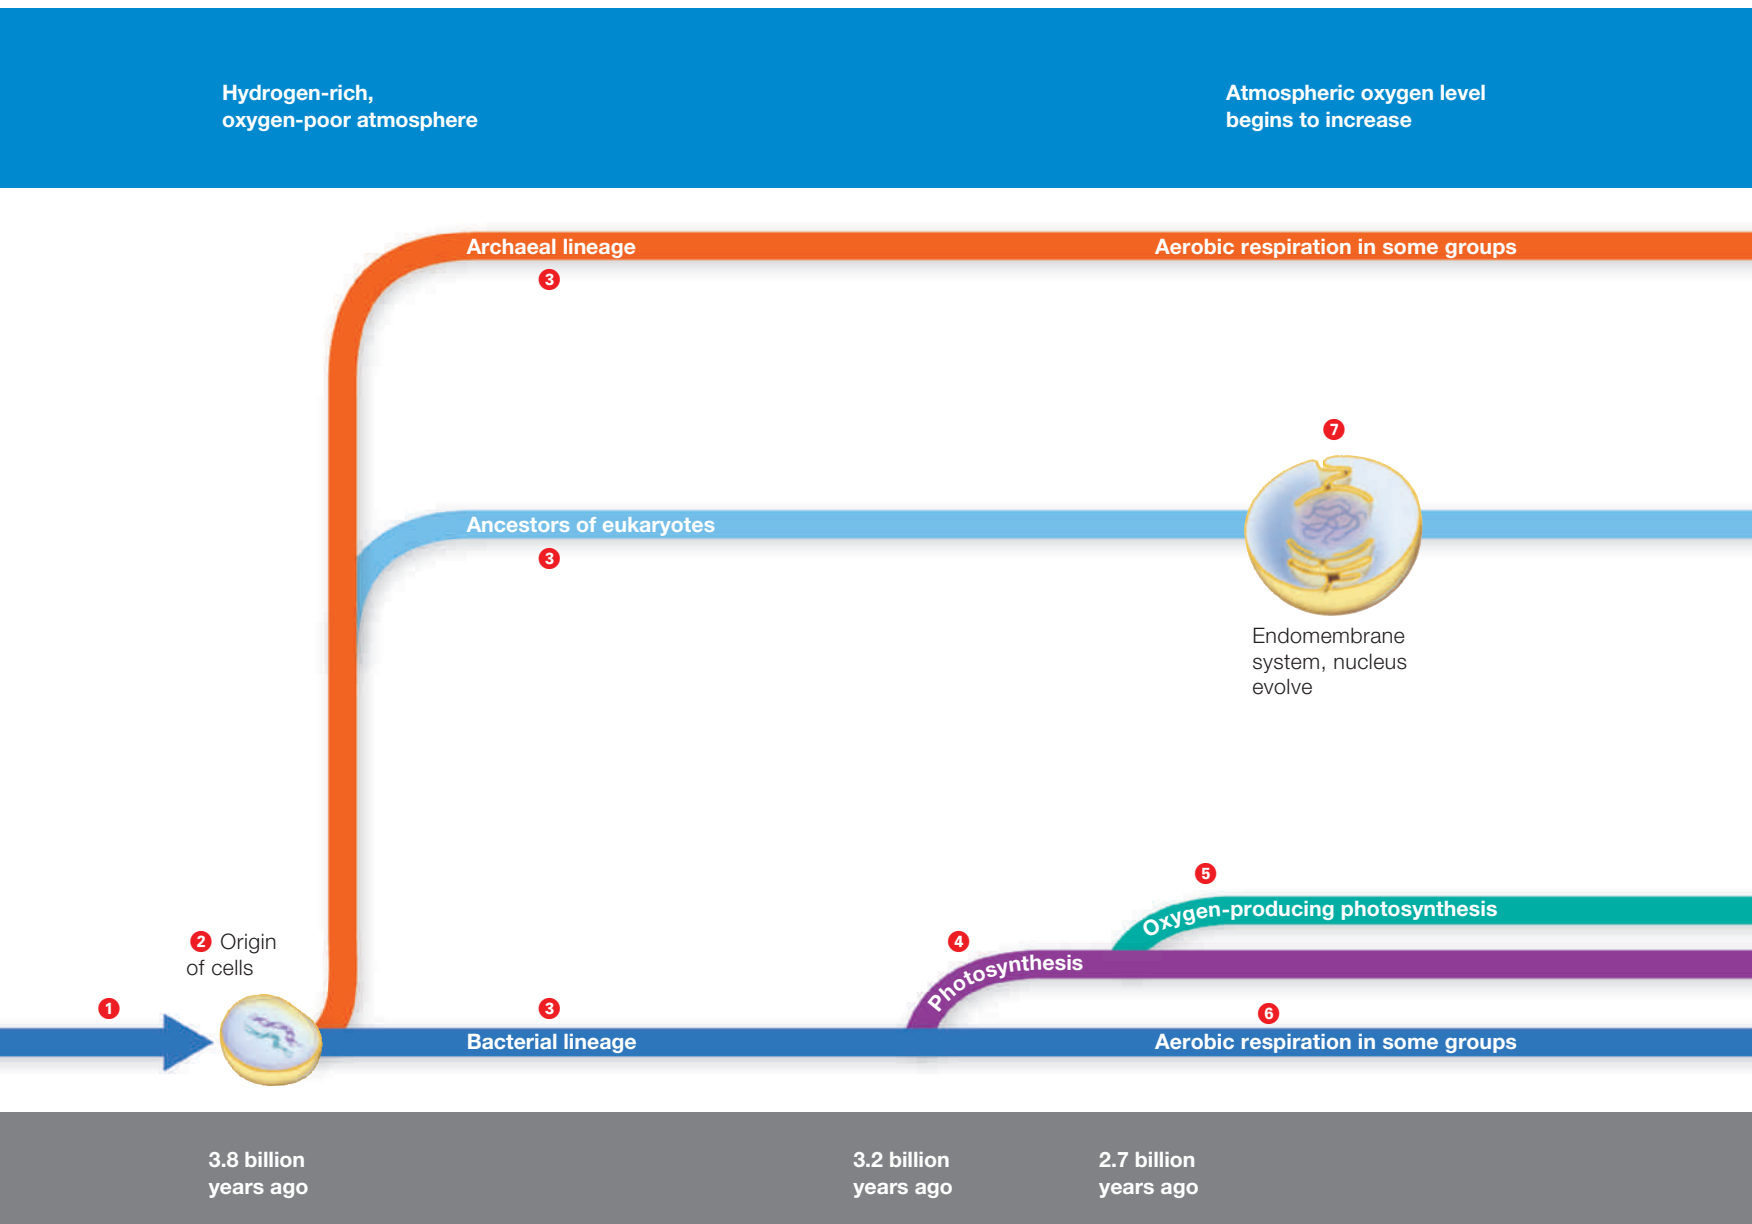 Hydrogen-rich,
oxygen-poor atmosphere
Atmospheric oxygen level
begins to increase
Archaeal lineage
Aerobic respiration in some groups
3
7
Ancestors of eukaryotes
3
Endomembrane
system, nucleus
evolve
5
Oxygen-producing photosynthesis
2 Origin
of cells
4
Photosynthesis
1
3
6
Bacterial lineage
Aerobic respiration in some groups
3.8 billion
years ago
3.2 billion
years ago
2.7 billion
years ago